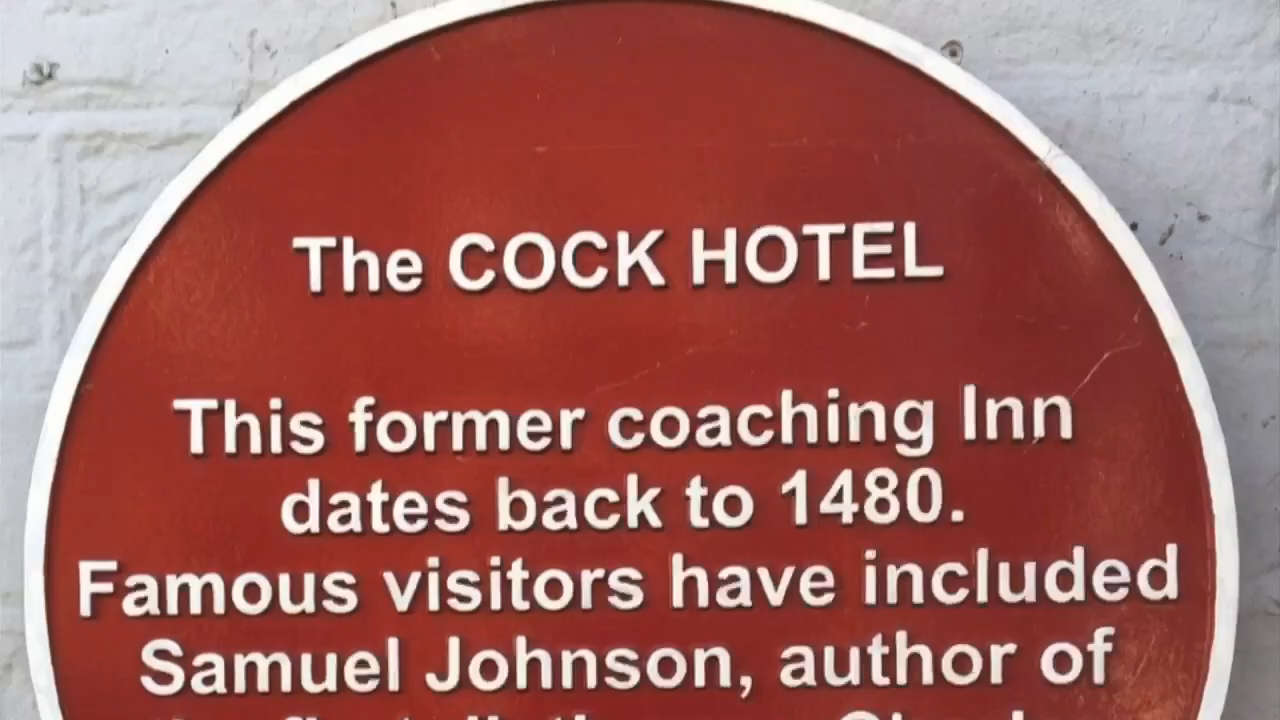 The COCK HOTEL
This former coaching Inn
dates back to 1480.
Famous visitors have included
Samuel Johnson, author of